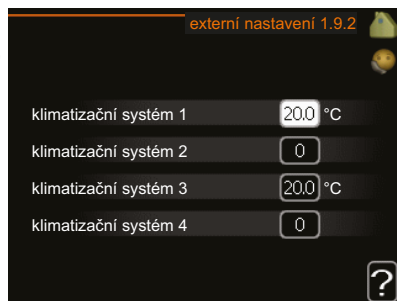 externí nastavení 1.9.2
klimatizační systém 1 20.0 °C
klimatizační systém 2 0
klimatizační systém 3 20.0 °C
klimatizační systém 4 0
?